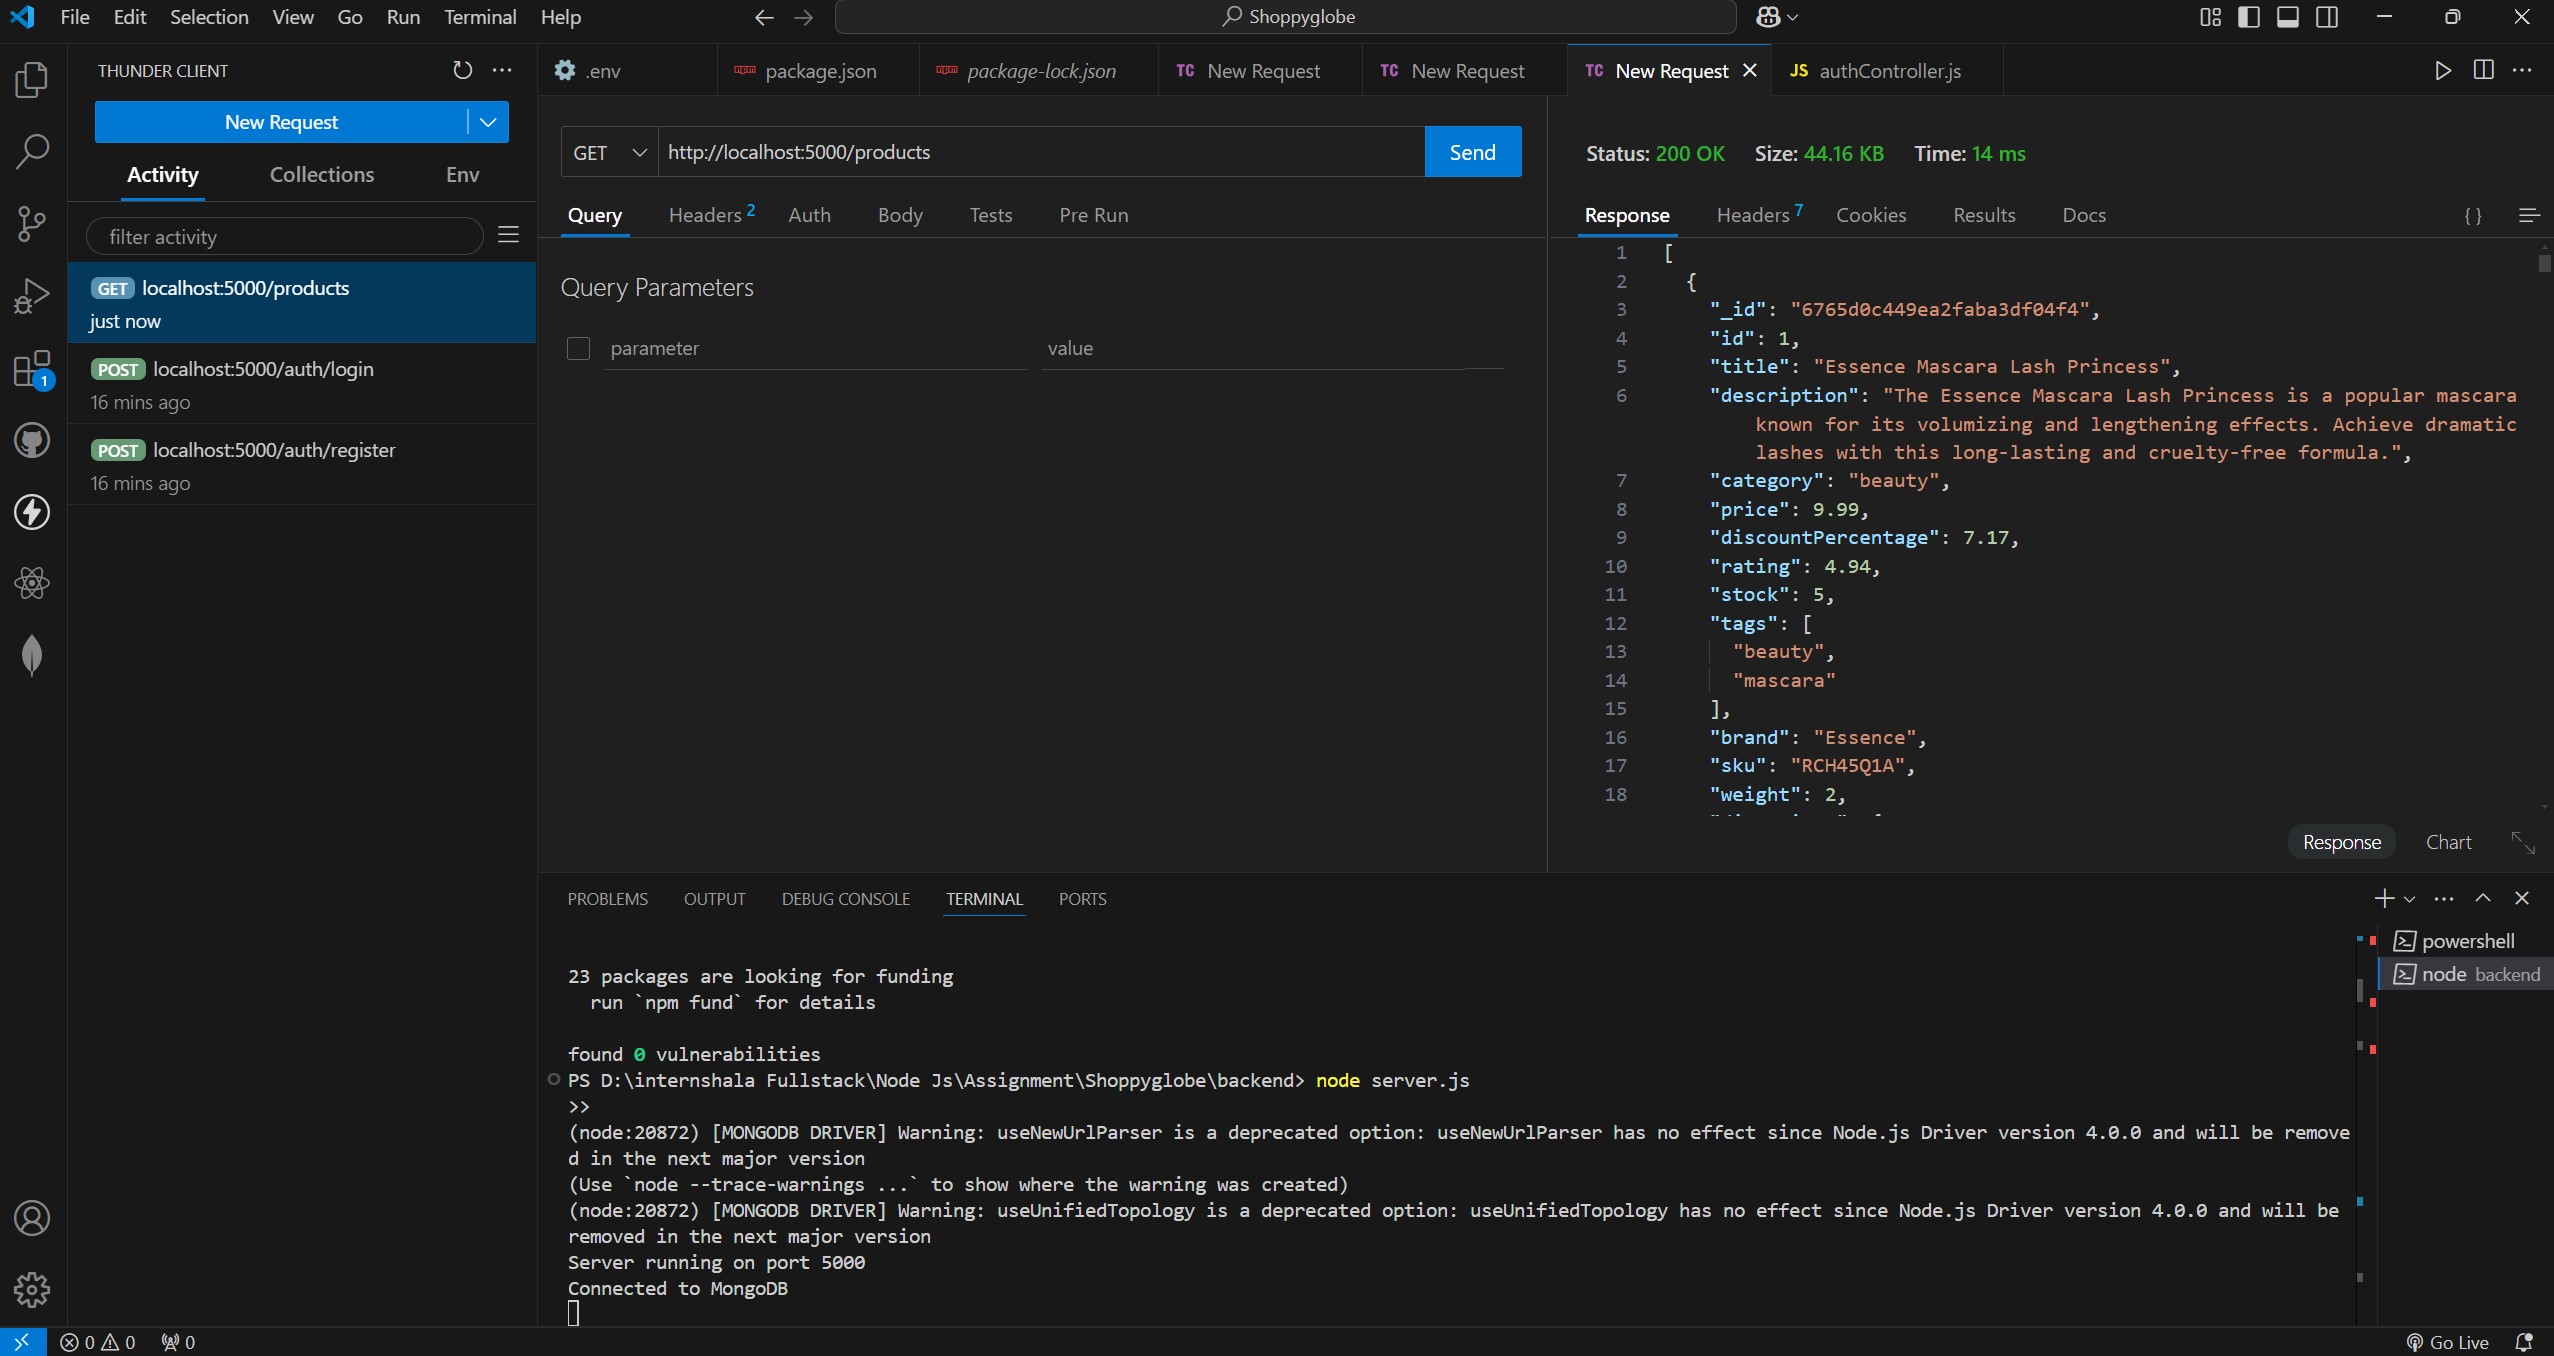 File Edit Selection View Go Run Terminal Help
Shoppyglobe
THUNDER CLIENT
New Request
Activity Collections Env
filter activity
GET localhost:5000/products
just now
POST localhost:5000/auth/login
16 mins ago
POST localhost:5000/auth/register
16 mins ago
1
.env package.json package-lock.json TC New Request TC New Request TC New Request JS authController.js
GET http://localhost:5000/products Send
Query Headers 2 Auth Body Tests Pre Run
Query Parameters
parameter value
Status: 200 OK Size: 44.16 KB Time: 14 ms
Response Headers 7 Cookies Results Docs { }
1 [
2 {
3 "_id": "6765d0c449ea2faba3df04f4",
4 "id": 1,
5 "title": "Essence Mascara Lash Princess",
6 "description": "The Essence Mascara Lash Princess is a popular mascara
known for its volumizing and lengthening effects. Achieve dramatic
lashes with this long-lasting and cruelty-free formula.",
7 "category": "beauty",
8 "price": 9.99,
9 "discountPercentage": 7.17,
10 "rating": 4.94,
11 "stock": 5,
12 "tags": [
13 "beauty",
14 "mascara"
15 ],
16 "brand": "Essence",
17 "sku": "RCH45Q1A",
18 "weight": 2,
Response Chart
PROBLEMS OUTPUT DEBUG CONSOLE TERMINAL PORTS
powershell
node backend
23 packages are looking for funding
run `npm fund` for details
found 0 vulnerabilities
PS D:\internshala Fullstack\Node Js\Assignment\Shoppyglobe\backend> node server.js
>>
(node:20872) [MONGODB DRIVER] Warning: useNewUrlParser is a deprecated option: useNewUrlParser has no effect since Node.js Driver version 4.0.0 and will be remove
d in the next major version
(Use `node --trace-warnings ...` to show where the warning was created)
(node:20872) [MONGODB DRIVER] Warning: useUnifiedTopology is a deprecated option: useUnifiedTopology has no effect since Node.js Driver version 4.0.0 and will be
removed in the next major version
Server running on port 5000
Connected to MongoDB
0 0 0
Go Live